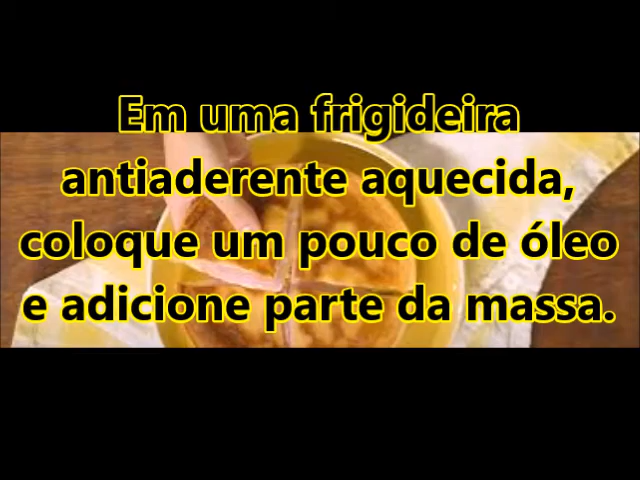 Em uma frigideira
antiaderente aquecida,
coloque um pouco de óleo
e adicione parte da massa.